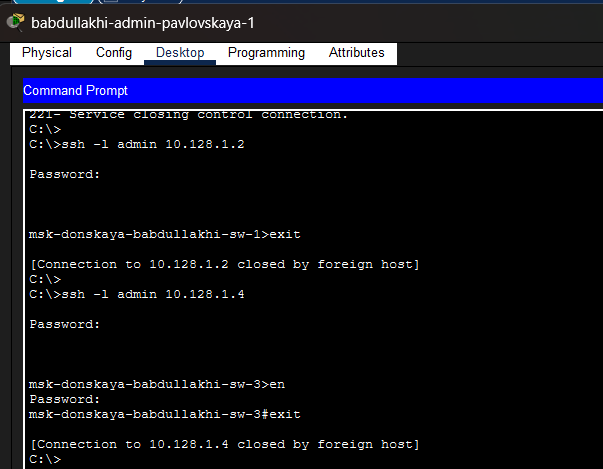 babdullakhi-admin-pavlovskaya-1
Physical Config Desktop Programming Attributes
Command Prompt
221- Service closing control connection.
C:\>
C:\>ssh -l admin 10.128.1.2
Password:
msk-donskaya-babdullakhi-sw-1>exit
[Connection to 10.128.1.2 closed by foreign host]
C:\>
C:\>ssh -l admin 10.128.1.4
Password:
msk-donskaya-babdullakhi-sw-3>en
Password:
msk-donskaya-babdullakhi-sw-3#exit
[Connection to 10.128.1.4 closed by foreign host]
C:\>